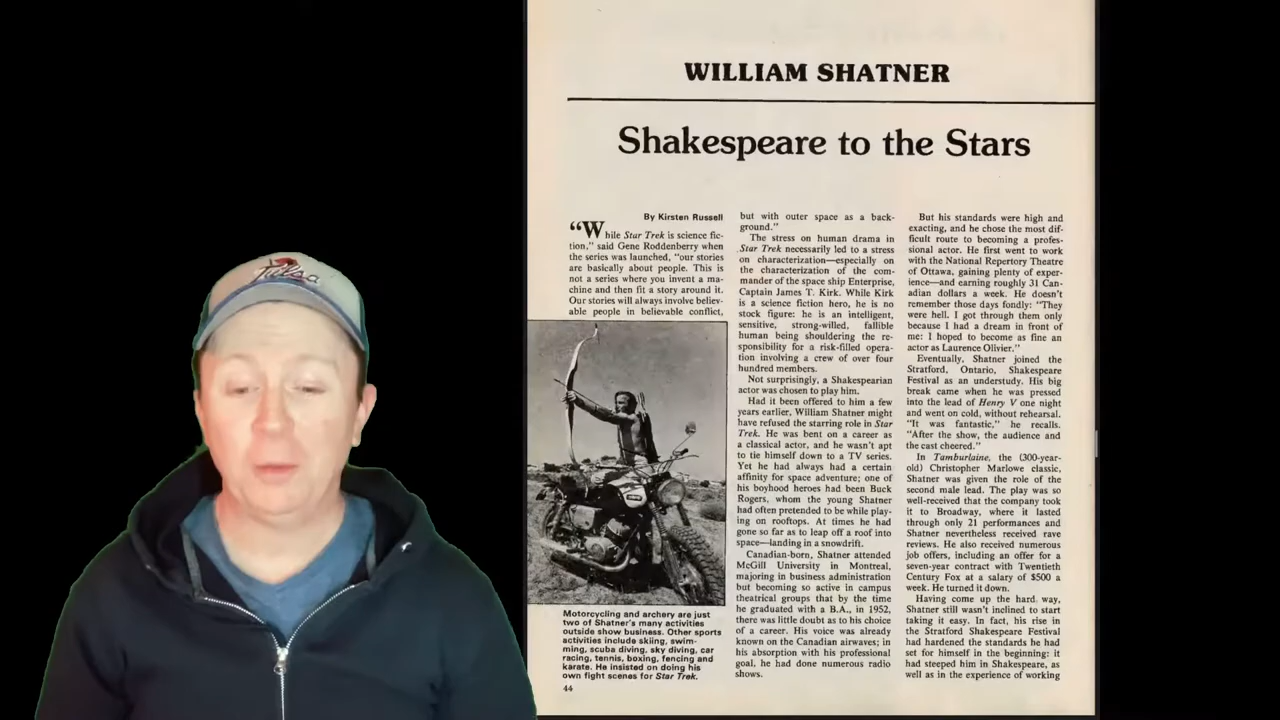 Tulsa
WILLIAM SHATNER
Shakespeare to the Stars
By Kirsten Russell
“While Star Trek is science fic-
tion,” said Gene Roddenberry when
the series was launched, “our stories
are basically about people. This is
not a series where you invent a ma-
chine and then fit a story around it.
Our stories will always involve believ-
able people in believable conflict,
Motorcycling and archery are just
two of Shatner's many activities
outside show business. Other sports
activities include skiing, swim-
ming, scuba diving, sky diving, car
racing, tennis, boxing, fencing and
karate. He insisted on doing his
own fight scenes for Star Trek.
44
but with outer space as a back-
ground.”
The stress on human drama in
Star Trek necessarily led to a stress
on characterization—especially on
the characterization of the com-
mander of the space ship Enterprise,
Captain James T. Kirk. While Kirk
is a science fiction hero, he is no
stock figure: he is an intelligent,
sensitive, strong-willed, fallible
human being shouldering the re-
sponsibility for a risk-filled opera-
tion involving a crew of over four
hundred members.
Not surprisingly, a Shakespearian
actor was chosen to play him.
Had it been offered to him a few
years earlier, William Shatner might
have refused the starring role in Star
Trek. He was bent on a career as
a classical actor, and he wasn't apt
to tie himself down to a TV series.
Yet he had always had a certain
affinity for space adventure; one of
his boyhood heroes had been Buck
Rogers, whom the young Shatner
had often pretended to be while play-
ing on rooftops. At times he had
gone so far as to leap off a roof into
space—landing in a snowdrift.
Canadian-born, Shatner attended
McGill University in Montreal,
majoring in business administration
but becoming so active in campus
theatrical groups that by the time
he graduated with a B.A., in 1952,
there was little doubt as to his choice
of a career. His voice was already
known on the Canadian airwaves; in
his absorption with his professional
goal, he had done numerous radio
shows.
But his standards were high and
exacting, and he chose the most dif-
ficult route to becoming a profes-
sional actor. He first went to work
with the National Repertory Theatre
of Ottawa, gaining plenty of exper-
ience—and earning roughly 31 Can-
adian dollars a week. He doesn't
remember those days fondly: “They
were hell. I got through them only
because I had a dream in front of
me: I hoped to become as fine an
actor as Laurence Olivier.”
Eventually, Shatner joined the
Stratford, Ontario, Shakespeare
Festival as an understudy. His big
break came when he was pressed
into the lead of Henry V one night
and went on cold, without rehearsal.
“It was fantastic,” he recalls.
“After the show, the audience and
the cast cheered.”
In Tamburlaine, the (300-year-
old) Christopher Marlowe classic,
Shatner was given the role of the
second male lead. The play was so
well-received that the company took
it to Broadway, where it lasted
through only 21 performances and
Shatner nevertheless received rave
reviews. He also received numerous
job offers, including an offer for a
seven-year contract with Twentieth
Century Fox at a salary of $500 a
week. He turned it down.
Having come up the hard way,
Shatner still wasn't inclined to start
taking it easy. In fact, his rise in
the Stratford Shakespeare Festival
had hardened the standards he had
set for himself in the beginning: it
had steeped him in Shakespeare, as
well as in the experience of working